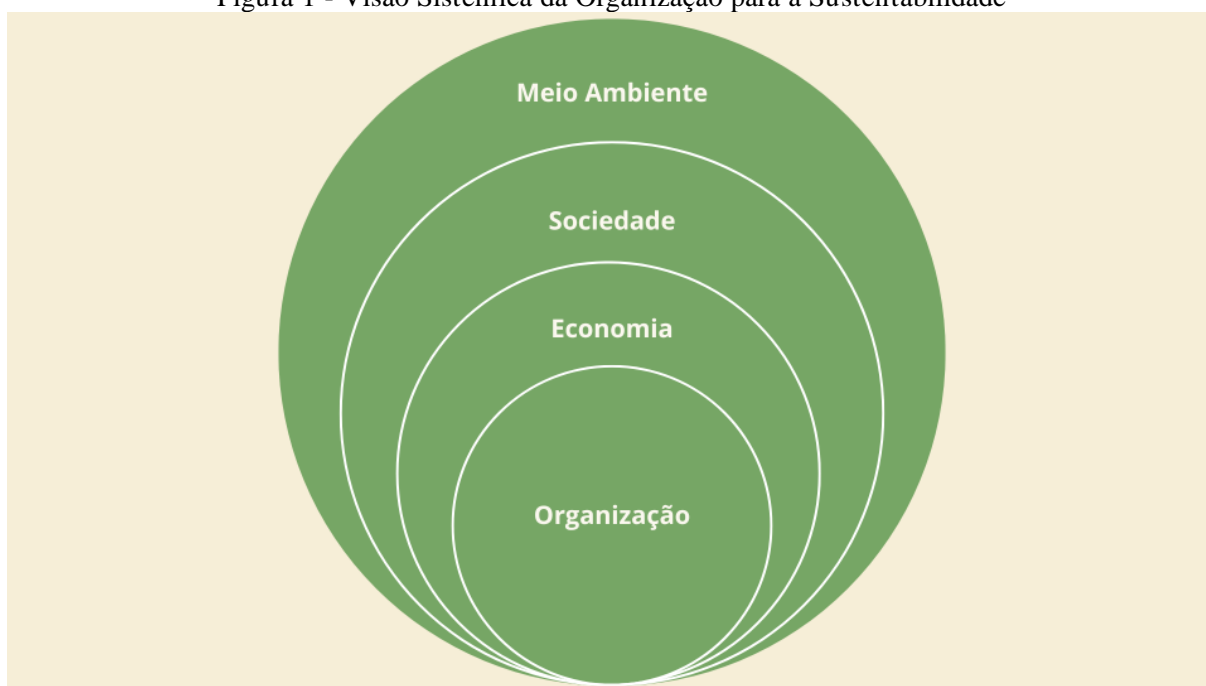 Figura 1 - Visão Sistêmica da Organização para a Sustentabilidade
Meio Ambiente
Sociedade
Economia
Organização